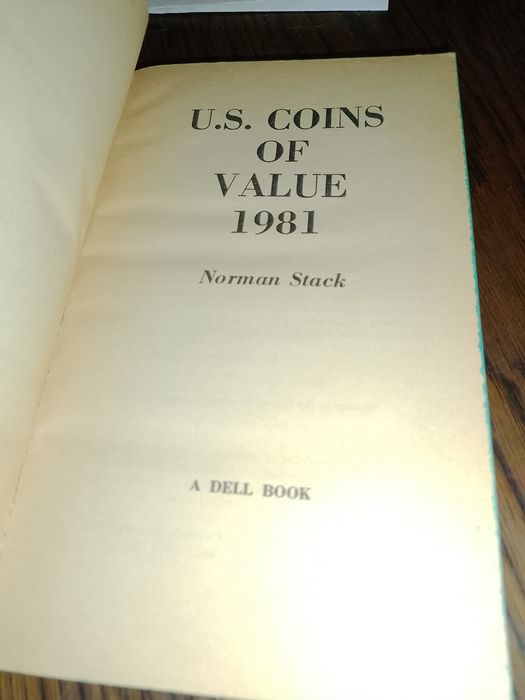 U.S. COINS
OF
VALUE
1981
Norman Stack
A DELL BOOK